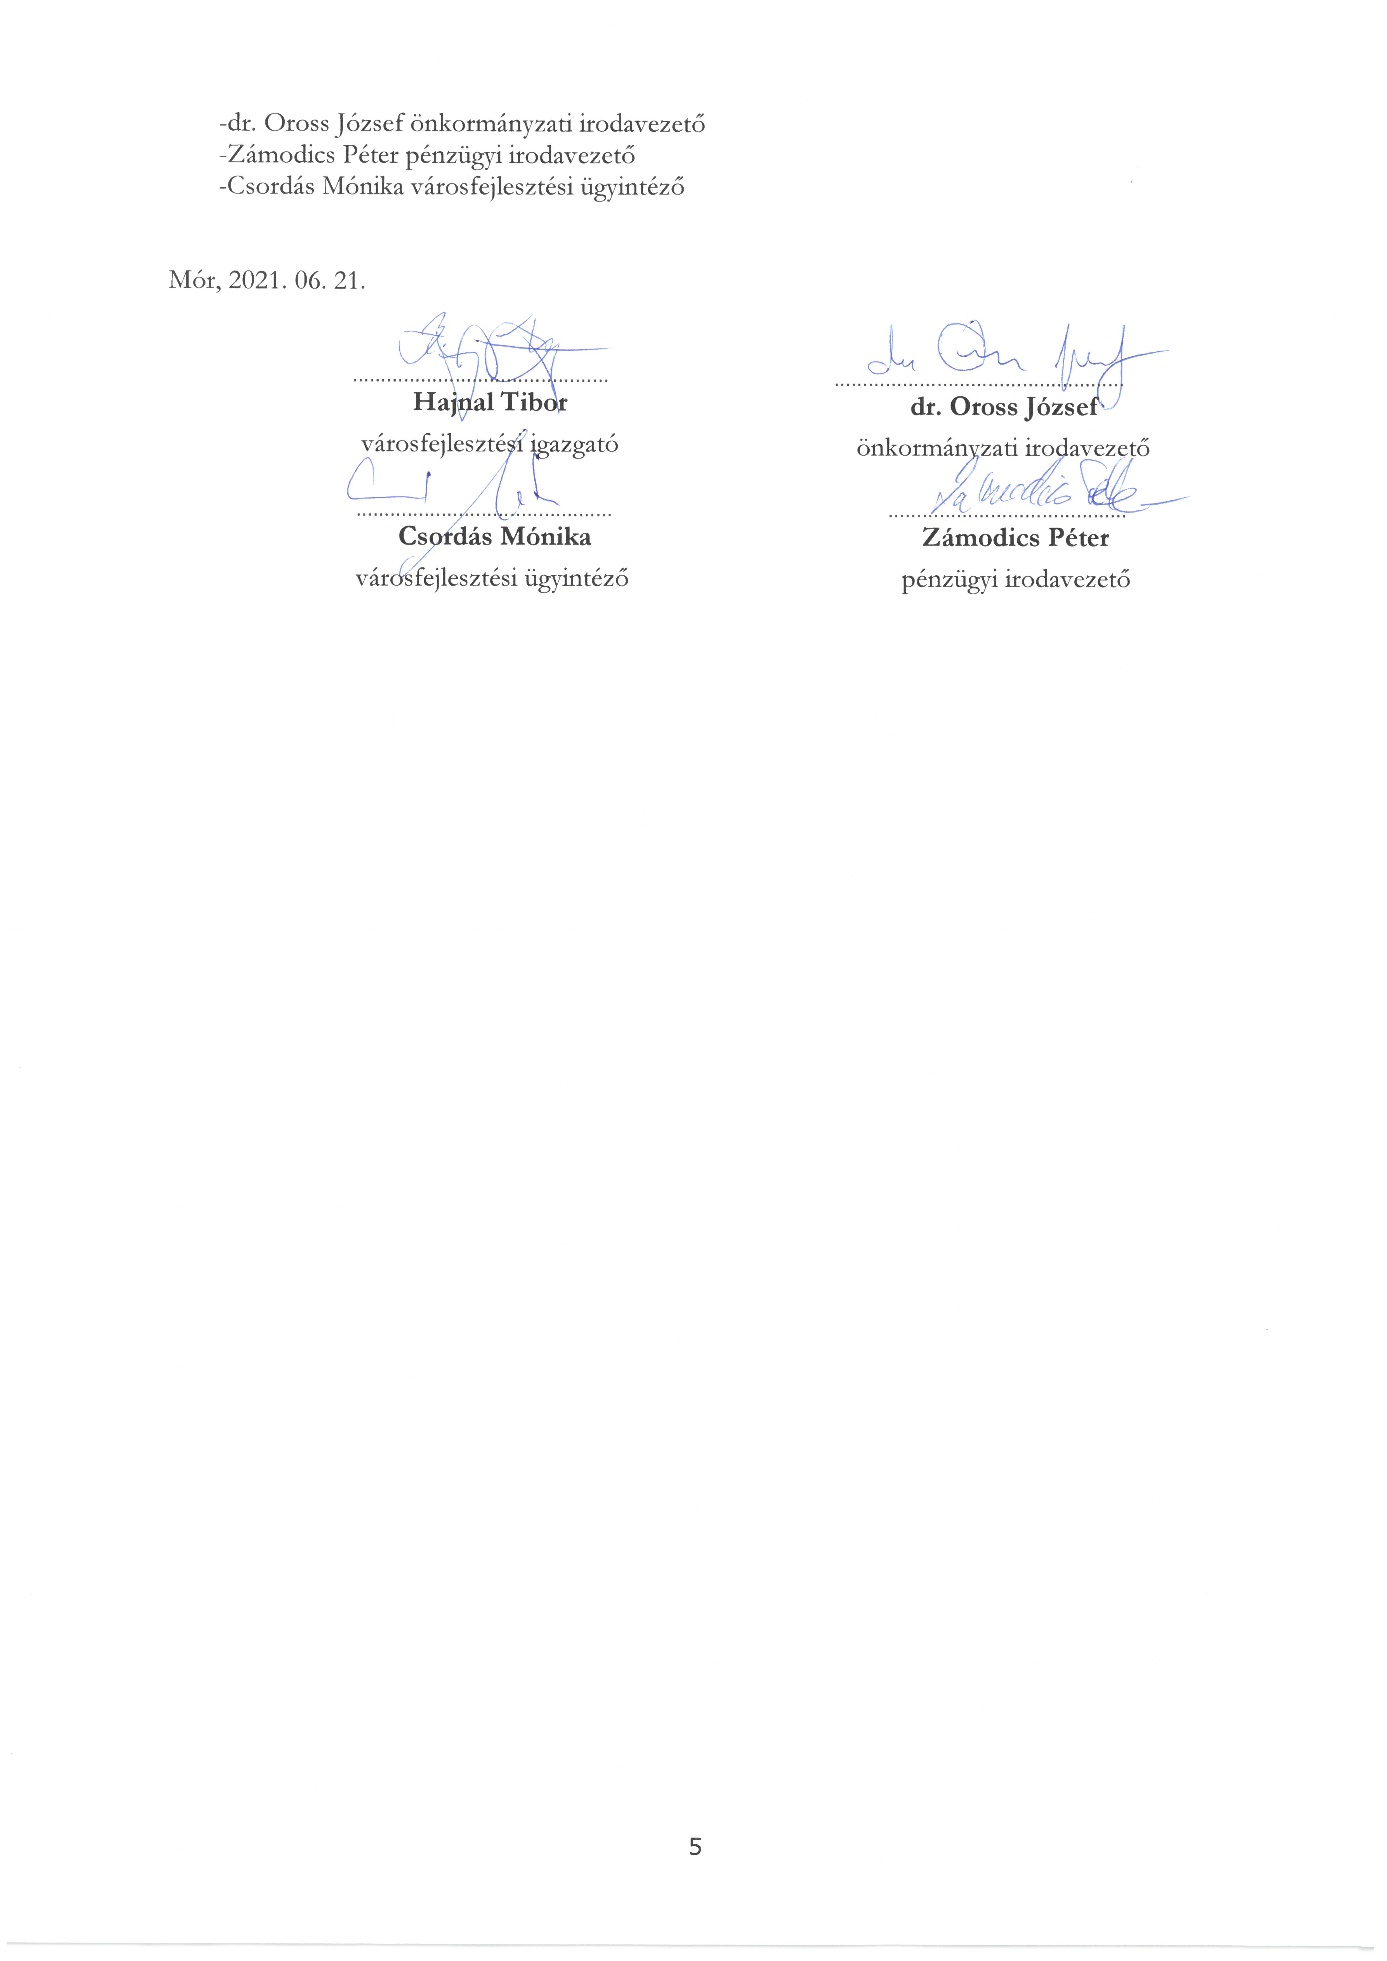 -dr. Oross József önkormányzati irodavezető
-Zámodics Péter pénzügyi irodavezető
-Csordás Mónika városfejlesztési ügyintéző
Mór, 2021. 06. 21.
Hajnal Tibor
városfejlesztési igazgató
dr. Oross József
önkormányzati irodavezető
Csordás Mónika
városfejlesztési ügyintéző
Zámodics Péter
pénzügyi irodavezető
5